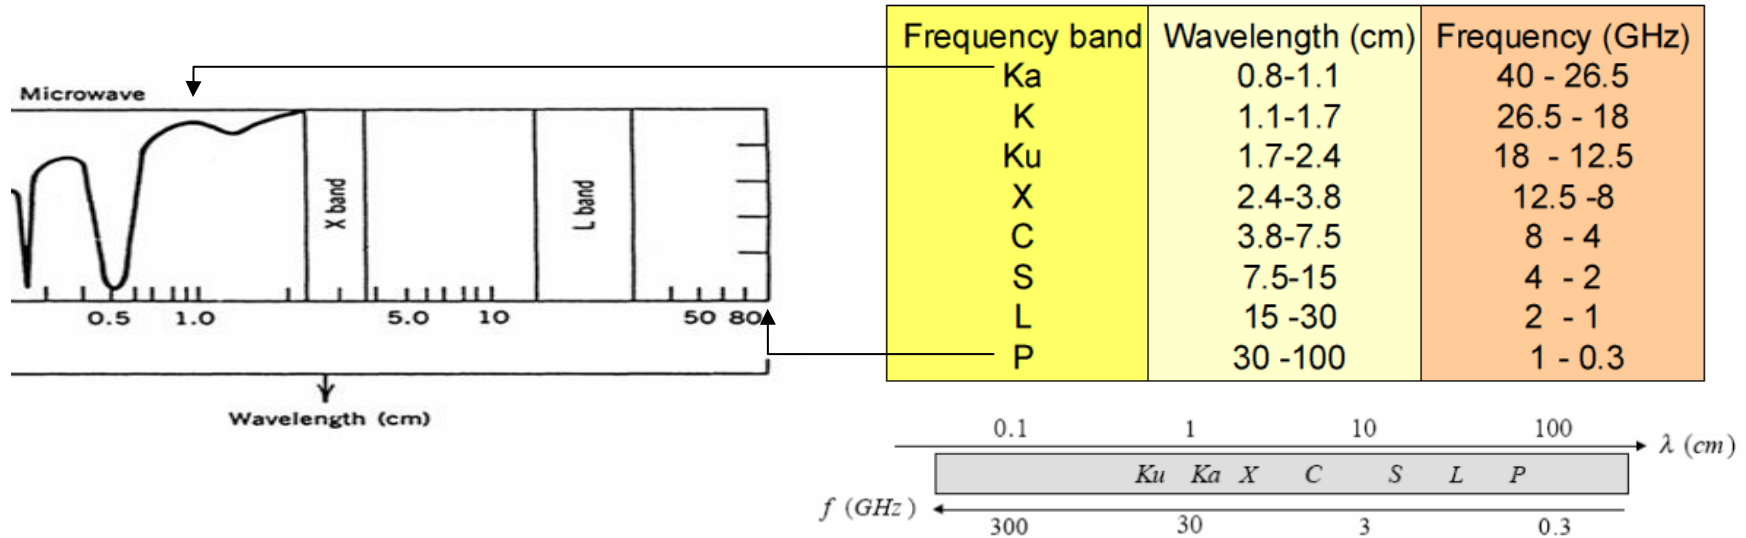 Microwave
X band
L band
0.5 1.0 5.0 10 50 80
Wavelength (cm)
Frequency band Wavelength (cm) Frequency (GHz)
Ka 0.8-1.1 40 - 26.5
K 1.1-1.7 26.5 - 18
Ku 1.7-2.4 18 - 12.5
X 2.4-3.8 12.5 -8
C 3.8-7.5 8 - 4
S 7.5-15 4 - 2
L 15 -30 2 - 1
P 30 -100 1 - 0.3
0.1 1 10 100 λ (cm)
Ku Ka X C S L P
f (GHz) 300 30 3 0.3